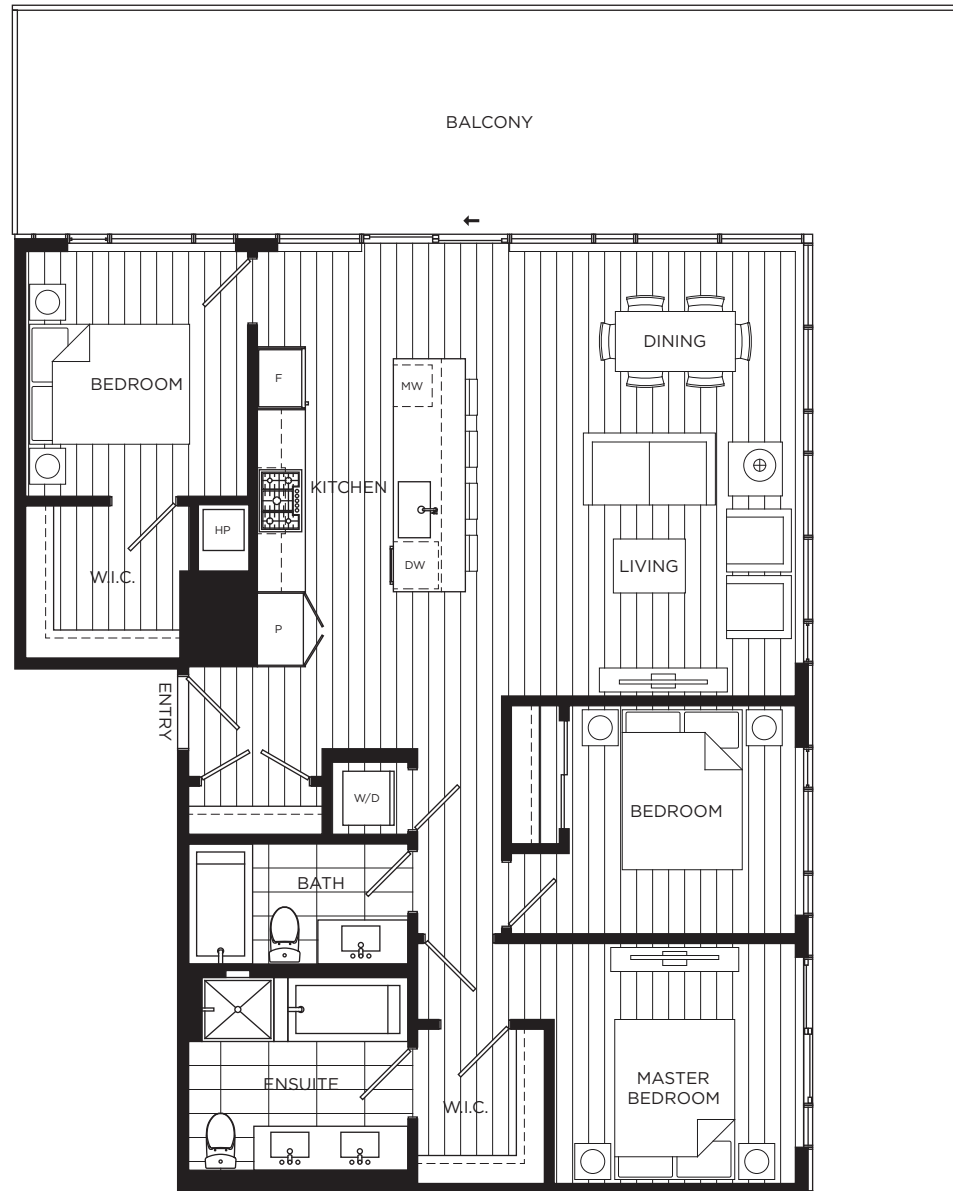 BALCONY
DINING
BEDROOM
F
MW
KITCHEN
HP
DW
LIVING
W.I.C.
P
ENTRY
W/D
BEDROOM
BATH
ENSUITE
W.I.C.
MASTER
BEDROOM